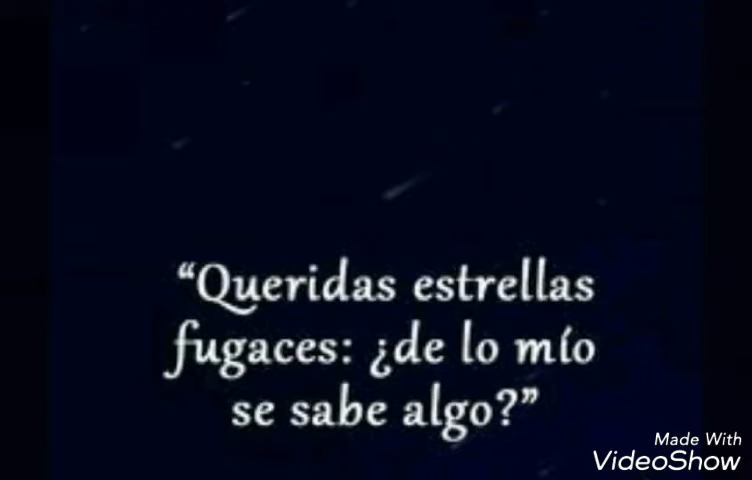 “Queridas estrellas
fugaces: ¿de lo mío
se sabe algo?”
Made With
VideoShow